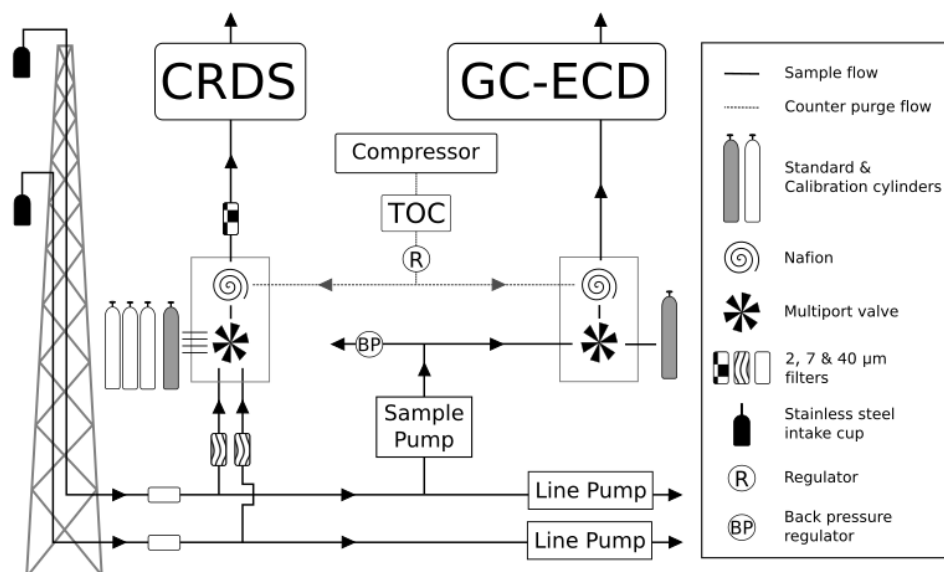 CRDS
GC-ECD
Compressor
TOC
R
BP
Sample
Pump
Line Pump
Line Pump
Sample flow
Counter purge flow
Standard &
Calibration cylinders
Nafion
Multiport valve
2, 7 & 40 µm
filters
Stainless steel
intake cup
R
Regulator
BP
Back pressure
regulator